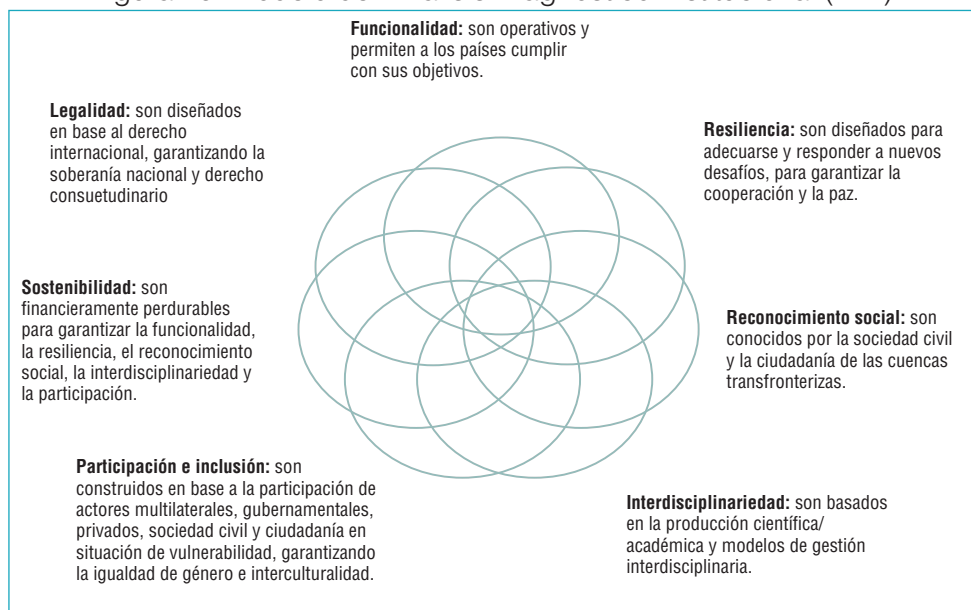 Funcionalidad: son operativos y
permiten a los países cumplir
con sus objetivos.
Legalidad: son diseñados
en base al derecho
internacional, garantizando la
soberanía nacional y derecho
consuetudinario
Resiliencia: son diseñados para
adecuarse y responder a nuevos
desafíos, para garantizar la
cooperación y la paz.
Sostenibilidad: son
financieramente perdurables
para garantizar la funcionalidad,
la resiliencia, el reconocimiento
social, la interdisciplinariedad y
la participación.
Reconocimiento social: son
conocidos por la sociedad civil
y la ciudadanía de las cuencas
transfronterizas.
Participación e inclusión: son
construidos en base a la participación de
actores multilaterales, gubernamentales,
privados, sociedad civil y ciudadanía en
situación de vulnerabilidad, garantizando
la igualdad de género e interculturalidad.
Interdisciplinariedad: son basados
en la producción científica/
académica y modelos de gestión
interdisciplinaria.